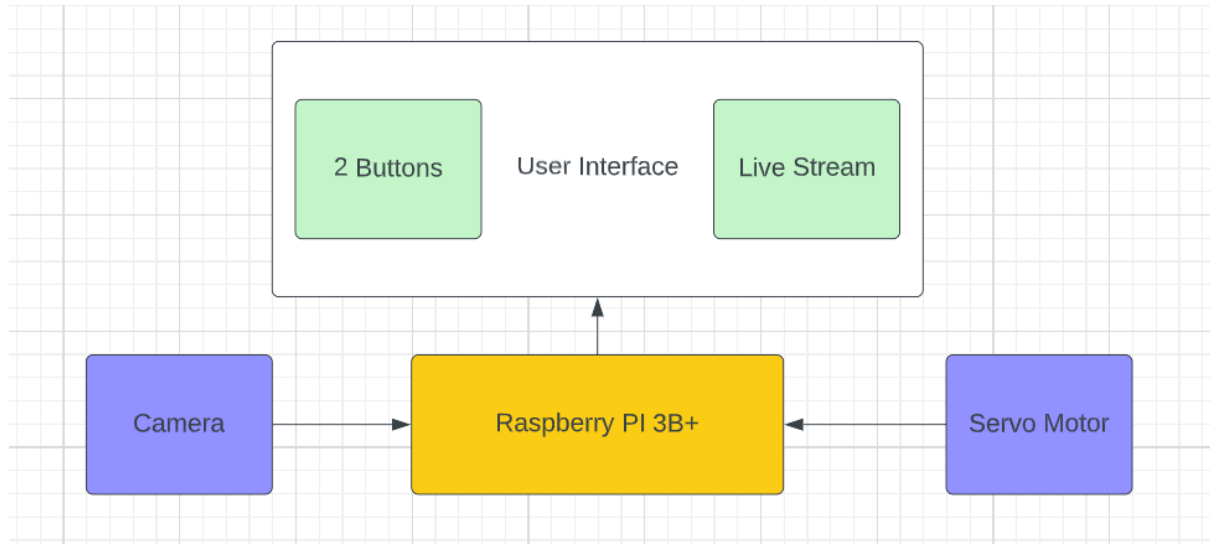 2 Buttons
User Interface
Live Stream
Camera
Raspberry PI 3B+
Servo Motor